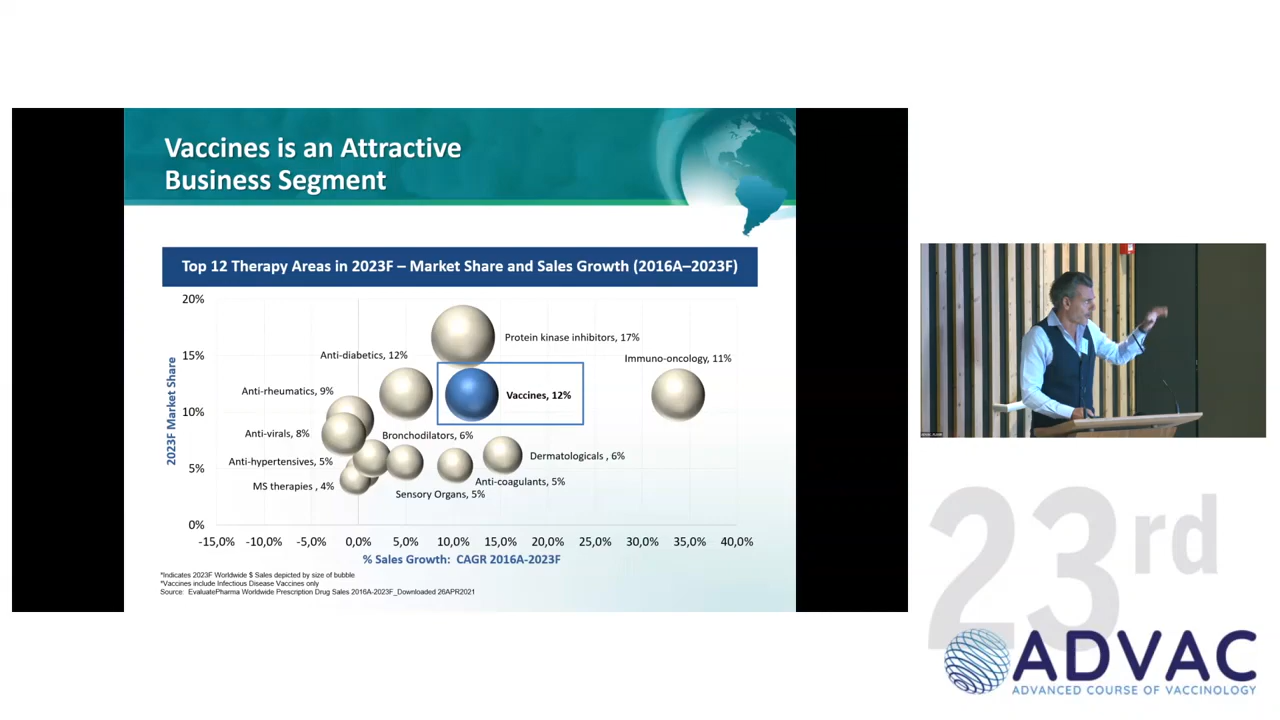 Vaccines is an Attractive
Business Segment
Top 12 Therapy Areas in 2023F – Market Share and Sales Growth (2016A–2023F)
20%
15%
10%
5%
0%
2023F Market Share
Protein kinase inhibitors, 17%
Anti-diabetics, 12%
Immuno-oncology, 11%
Anti-rheumatics, 9%
Vaccines, 12%
Anti-virals, 8%
Bronchodilators, 6%
Anti-hypertensives, 5%
Dermatologicals , 6%
MS therapies , 4%
Anti-coagulants, 5%
Sensory Organs, 5%
-15,0% -10,0% -5,0% 0,0% 5,0% 10,0% 15,0% 20,0% 25,0% 30,0% 35,0% 40,0%
% Sales Growth: CAGR 2016A-2023F
*Indicates 2023F Worldwide $ Sales depicted by size of bubble
*Vaccines include Infectious Disease Vaccines only
Source: EvaluatePharma Worldwide Prescription Drug Sales 2016A-2023F_Downloaded 26APR2021
23rd
ADVAC
ADVANCED COURSE OF VACCINOLOGY